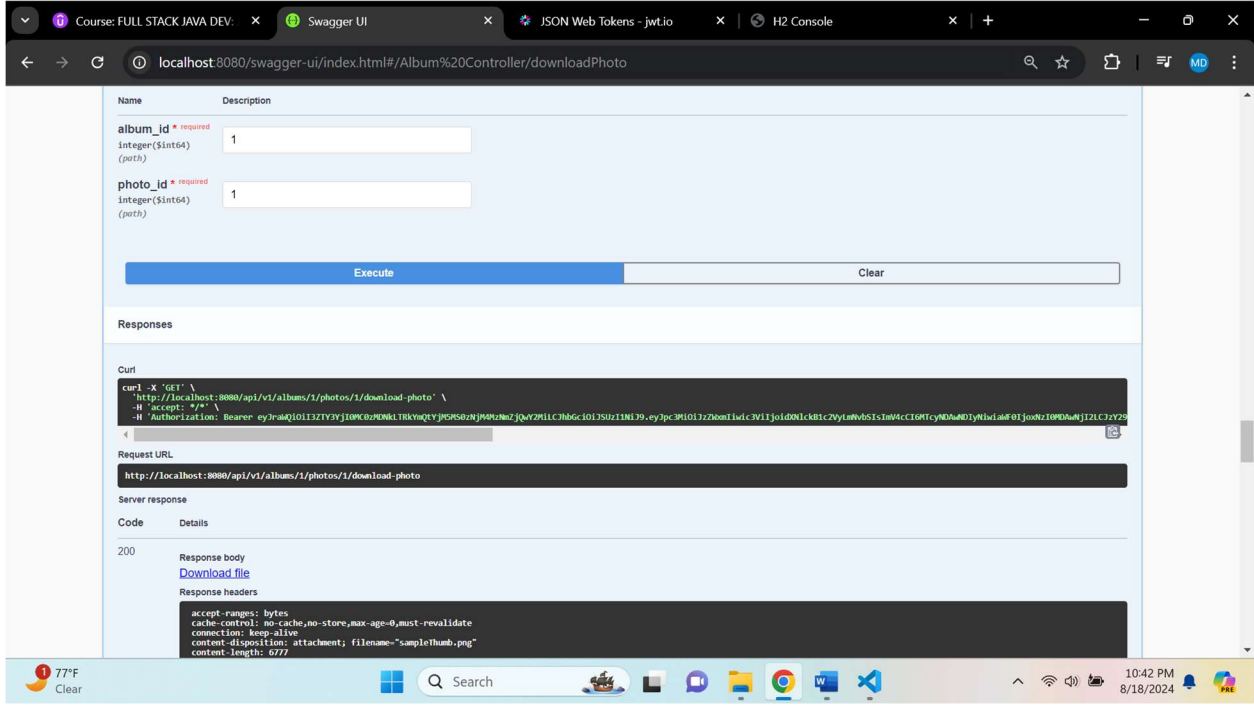 Course: FULL STACK JAVA DEV:
Swagger UI
JSON Web Tokens - jwt.io
H2 Console
localhost:8080/swagger-ui/index.html#/Album%20Controller/downloadPhoto
MD
Name Description
album_id * required
integer($int64)
(path)
1
photo_id * required
integer($int64)
(path)
1
Execute Clear
Responses
Curl
curl -X 'GET' \
'http://localhost:8080/api/v1/albums/1/photos/1/download-photo' \
-H 'accept: */*' \
-H 'Authorization: Bearer
Request URL
http://localhost:8080/api/v1/albums/1/photos/1/download-photo
Server response
Code Details
200
Response body
Download file
Response headers
accept-ranges: bytes
cache-control: no-cache,no-store,max-age=0,must-revalidate
connection: keep-alive
content-disposition: attachment; filename="sampleThumb.png"
content-length: 6777
1
77°F
Clear
Search
10:42 PM
8/18/2024
PRE